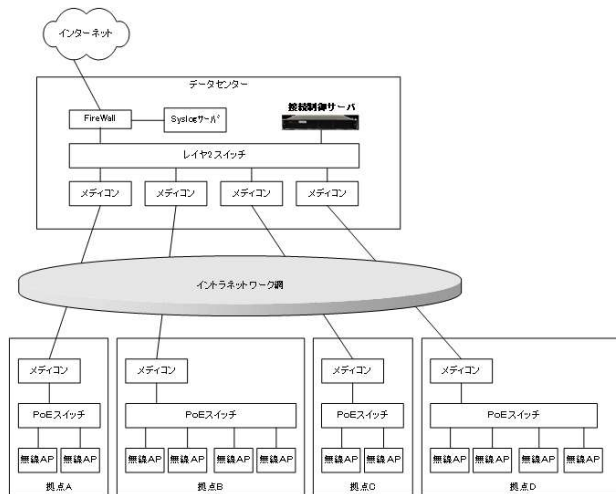 インターネット
データセンター
FireWall
Syslogサーバ
接続制御サーバ
レイヤ2スイッチ
メディコン メディコン メディコン メディコン
イントラネットワーク網
メディコン メディコン メディコン メディコン
PoEスイッチ PoEスイッチ PoEスイッチ PoEスイッチ
無線AP 無線AP 無線AP 無線AP 無線AP 無線AP 無線AP 無線AP 無線AP 無線AP 無線AP 無線AP
拠点A 拠点B 拠点C 拠点D